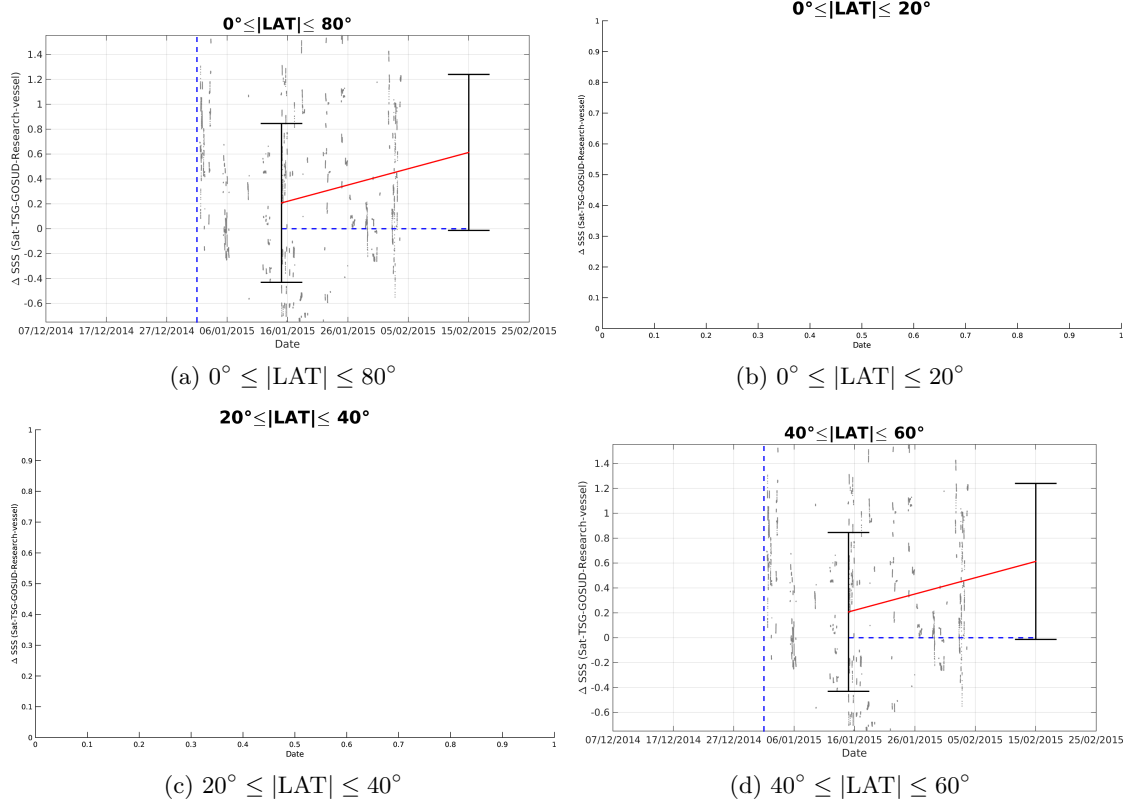 0°≤|LAT|≤ 80°
Δ SSS (Sat-TSG-GOSUD-Research-vessel)
1.4
1.2
1
0.8
0.6
0.4
0.2
0
-0.2
-0.4
-0.6
07/12/2014 17/12/2014 27/12/2014 06/01/2015 16/01/2015 26/01/2015 05/02/2015 15/02/2015 25/02/2015
Date
(a) 0° ≤ |LAT| ≤ 80°
0°≤|LAT|≤ 20°
Δ SSS (Sat-TSG-GOSUD-Research-vessel)
1
0.9
0.8
0.7
0.6
0.5
0.4
0.3
0.2
0.1
0
0 0.1 0.2 0.3 0.4 0.5 0.6 0.7 0.8 0.9 1
Date
(b) 0° ≤ |LAT| ≤ 20°
20°≤|LAT|≤ 40°
Δ SSS (Sat-TSG-GOSUD-Research-vessel)
1
0.9
0.8
0.7
0.6
0.5
0.4
0.3
0.2
0.1
0
0 0.1 0.2 0.3 0.4 0.5 0.6 0.7 0.8 0.9 1
Date
(c) 20° ≤ |LAT| ≤ 40°
40°≤|LAT|≤ 60°
Δ SSS (Sat-TSG-GOSUD-Research-vessel)
1.4
1.2
1
0.8
0.6
0.4
0.2
0
-0.2
-0.4
-0.6
07/12/2014 17/12/2014 27/12/2014 06/01/2015 16/01/2015 26/01/2015 05/02/2015 15/02/2015 25/02/2015
Date
(d) 40° ≤ |LAT| ≤ 60°